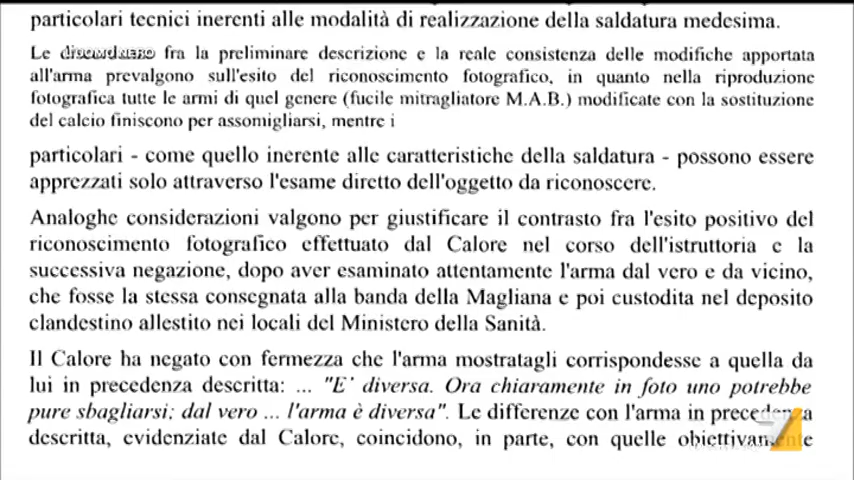 particolari tecnici inerenti alle modalità di realizzazione della saldatura medesima.
Le fra la preliminare descrizione e la reale consistenza delle modifiche apportata
L'UOMO NERO
all'arma prevalgono sull'esito del riconoscimento fotografico, in quanto nella riproduzione
fotografica tutte le armi di quel genere (fucile mitragliatore M.A.B.) modificate con la sostituzione
del calcio finiscono per assomigliarsi, mentre i
particolari - come quello inerente alle caratteristiche della saldatura - possono essere
apprezzati solo attraverso l'esame diretto dell'oggetto da riconoscere.
Analoghe considerazioni valgono per giustificare il contrasto fra l'esito positivo del
riconoscimento fotografico effettuato dal Calore nel corso dell'istruttoria e la
successiva negazione, dopo aver esaminato attentamente l'arma dal vero e da vicino,
che fosse la stessa consegnata alla banda della Magliana e poi custodita nel deposito
clandestino allestito nei locali del Ministero della Sanità.
Il Calore ha negato con fermezza che l'arma mostratagli corrispondesse a quella da
lui in precedenza descritta: ... "E' diversa. Ora chiaramente in foto uno potrebbe
pure sbagliarsi; dal vero ... l'arma è diversa". Le differenze con l'arma in precedenza
descritta, evidenziate dal Calore, coincidono, in parte, con quelle obiettivamente